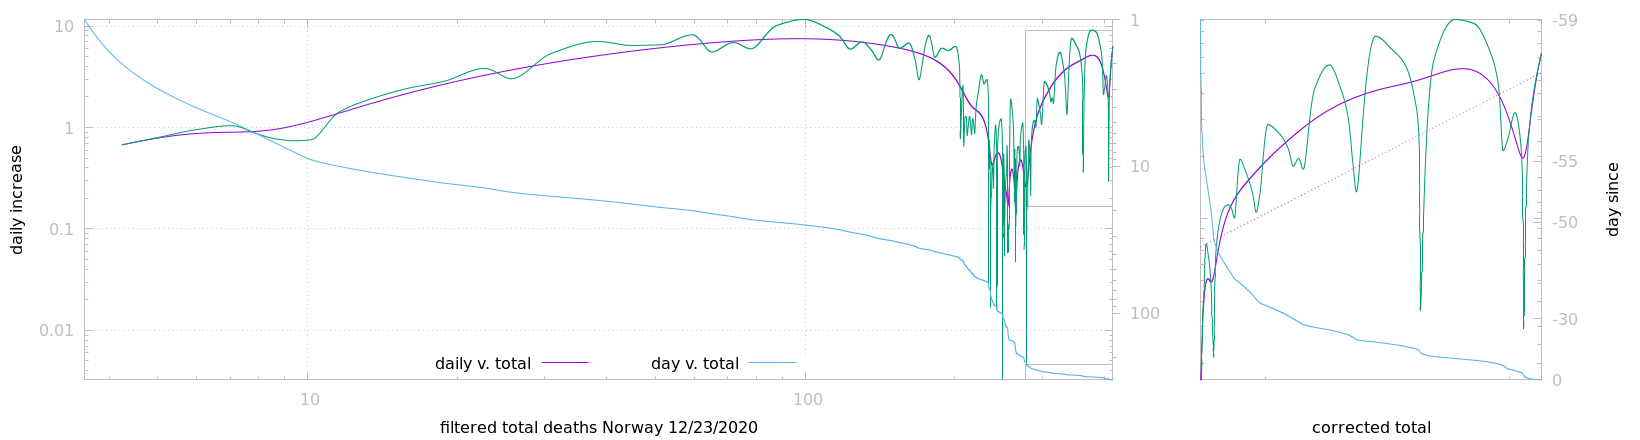 10
1
0.1
0.01
daily increase
daily v. total
day v. total
10
100
filtered total deaths Norway 12/23/2020
1
10
100
-59
-55
-50
-30
0
day since
corrected total